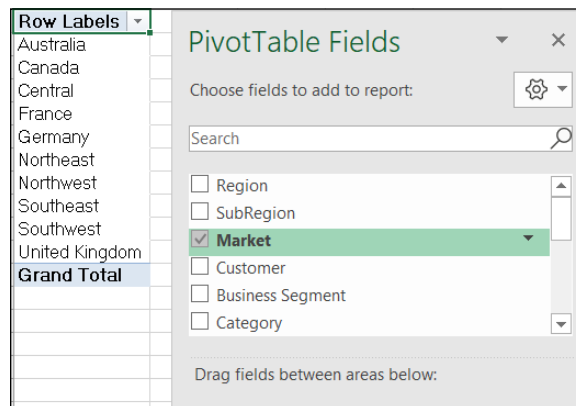 Row Labels
Australia
Canada
Central
France
Germany
Northeast
Northwest
Southeast
Southwest
United Kingdom
Grand Total
PivotTable Fields
Choose fields to add to report:
Search
Region
SubRegion
Market
Customer
Business Segment
Category
Drag fields between areas below: